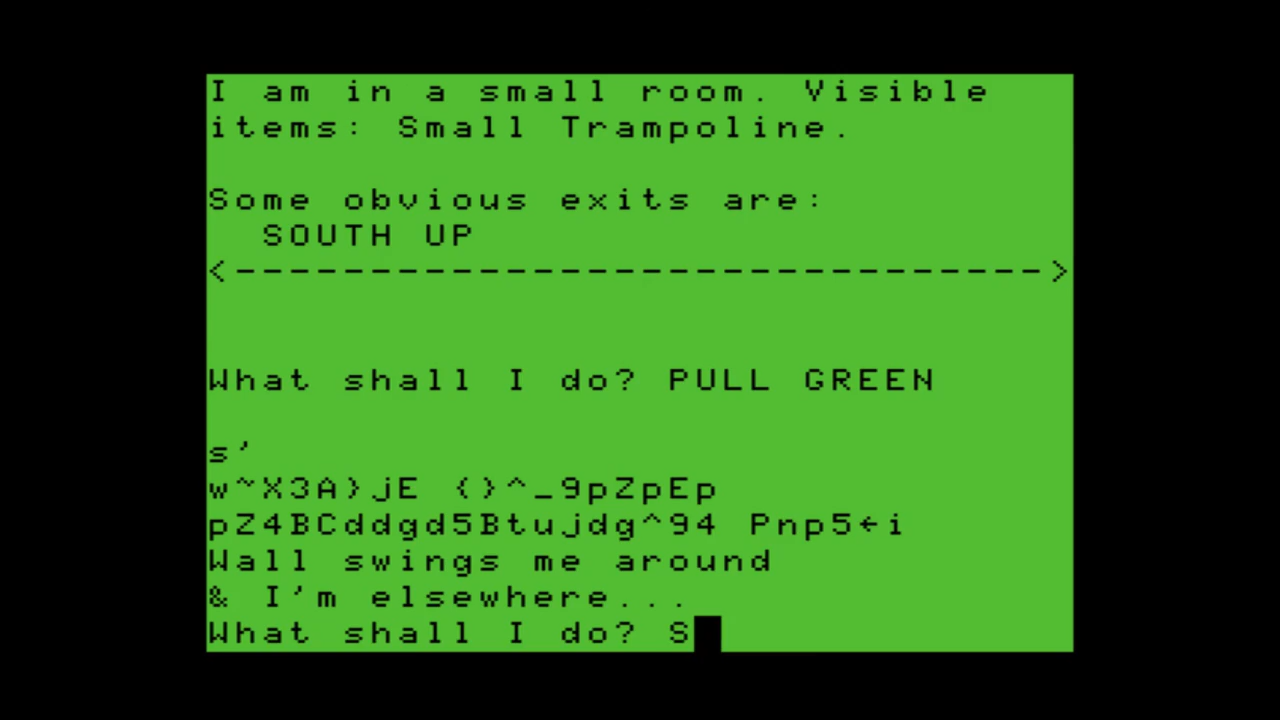 I am in a small room. Visible
items: Small Trampoline.
Some obvious exits are:
SOUTH UP
<------------------------------>
What shall I do? PULL GREEN
s'
w~X3A}jE {}^_9pZpEp
pZ4BCddgd5Btujdg^94 Pnp5←i
Wall swings me around
& I'm elsewhere...
What shall I do? S